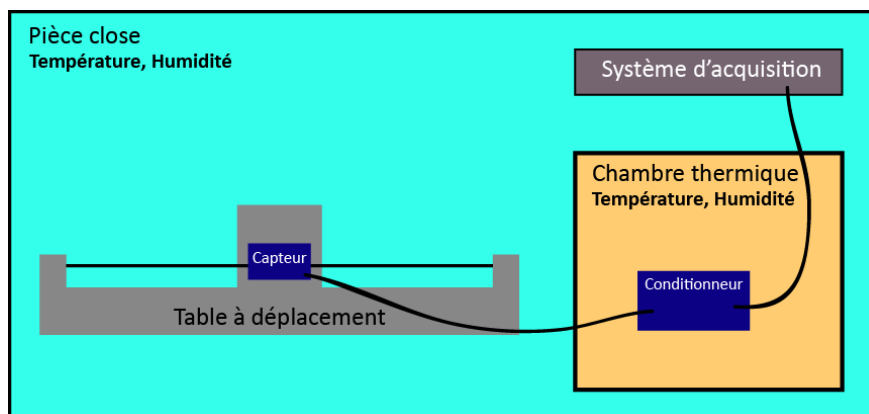 Pièce close
Température, Humidité
Système d'acquisition
Chambre thermique
Température, Humidité
Capteur
Conditionneur
Table à déplacement